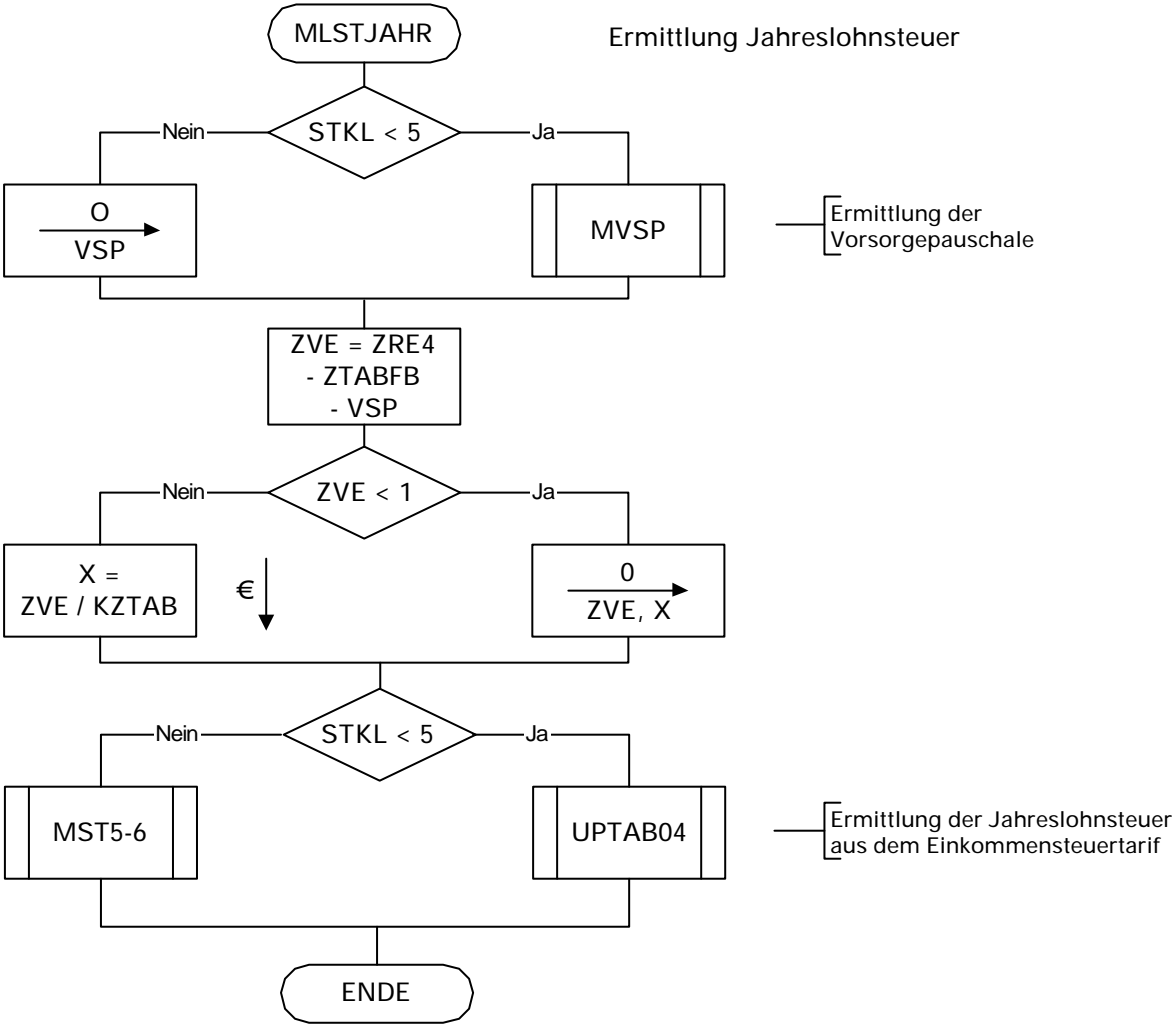 MLSTJAHR
Ermittlung Jahreslohnsteuer
STKL < 5
Nein
Ja
O
VSP
MVSP
Ermittlung der
Vorsorgepauschale
ZVE = ZRE4
- ZTABFB
- VSP
ZVE < 1
Nein
Ja
X =
ZVE / KZTAB
€
0
ZVE, X
STKL < 5
Nein
Ja
MST5-6
UPTAB04
Ermittlung der Jahreslohnsteuer
aus dem Einkommensteuertarif
ENDE